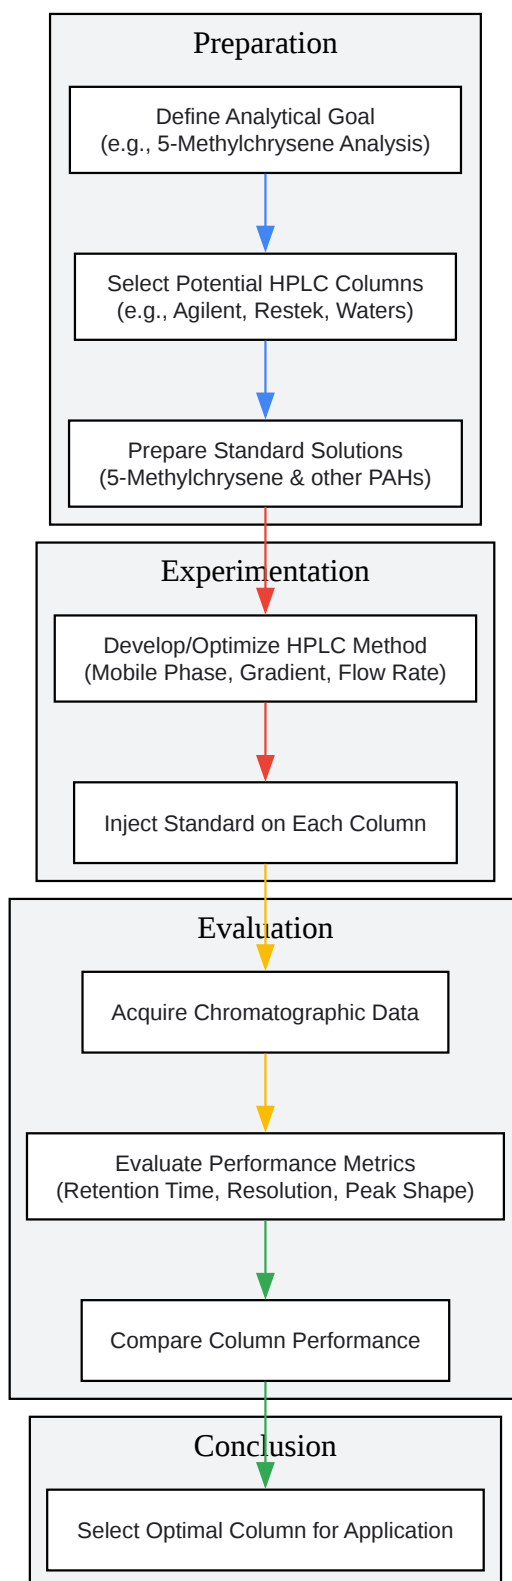 Preparation
Define Analytical Goal
(e.g., 5-Methylchrysene Analysis)
Select Potential HPLC Columns
(e.g., Agilent, Restek, Waters)
Prepare Standard Solutions
(5-Methylchrysene & other PAHs)
Experimentation
Develop/Optimize HPLC Method
(Mobile Phase, Gradient, Flow Rate)
Inject Standard on Each Column
Evaluation
Acquire Chromatographic Data
Evaluate Performance Metrics
(Retention Time, Resolution, Peak Shape)
Compare Column Performance
Conclusion
Select Optimal Column for Application